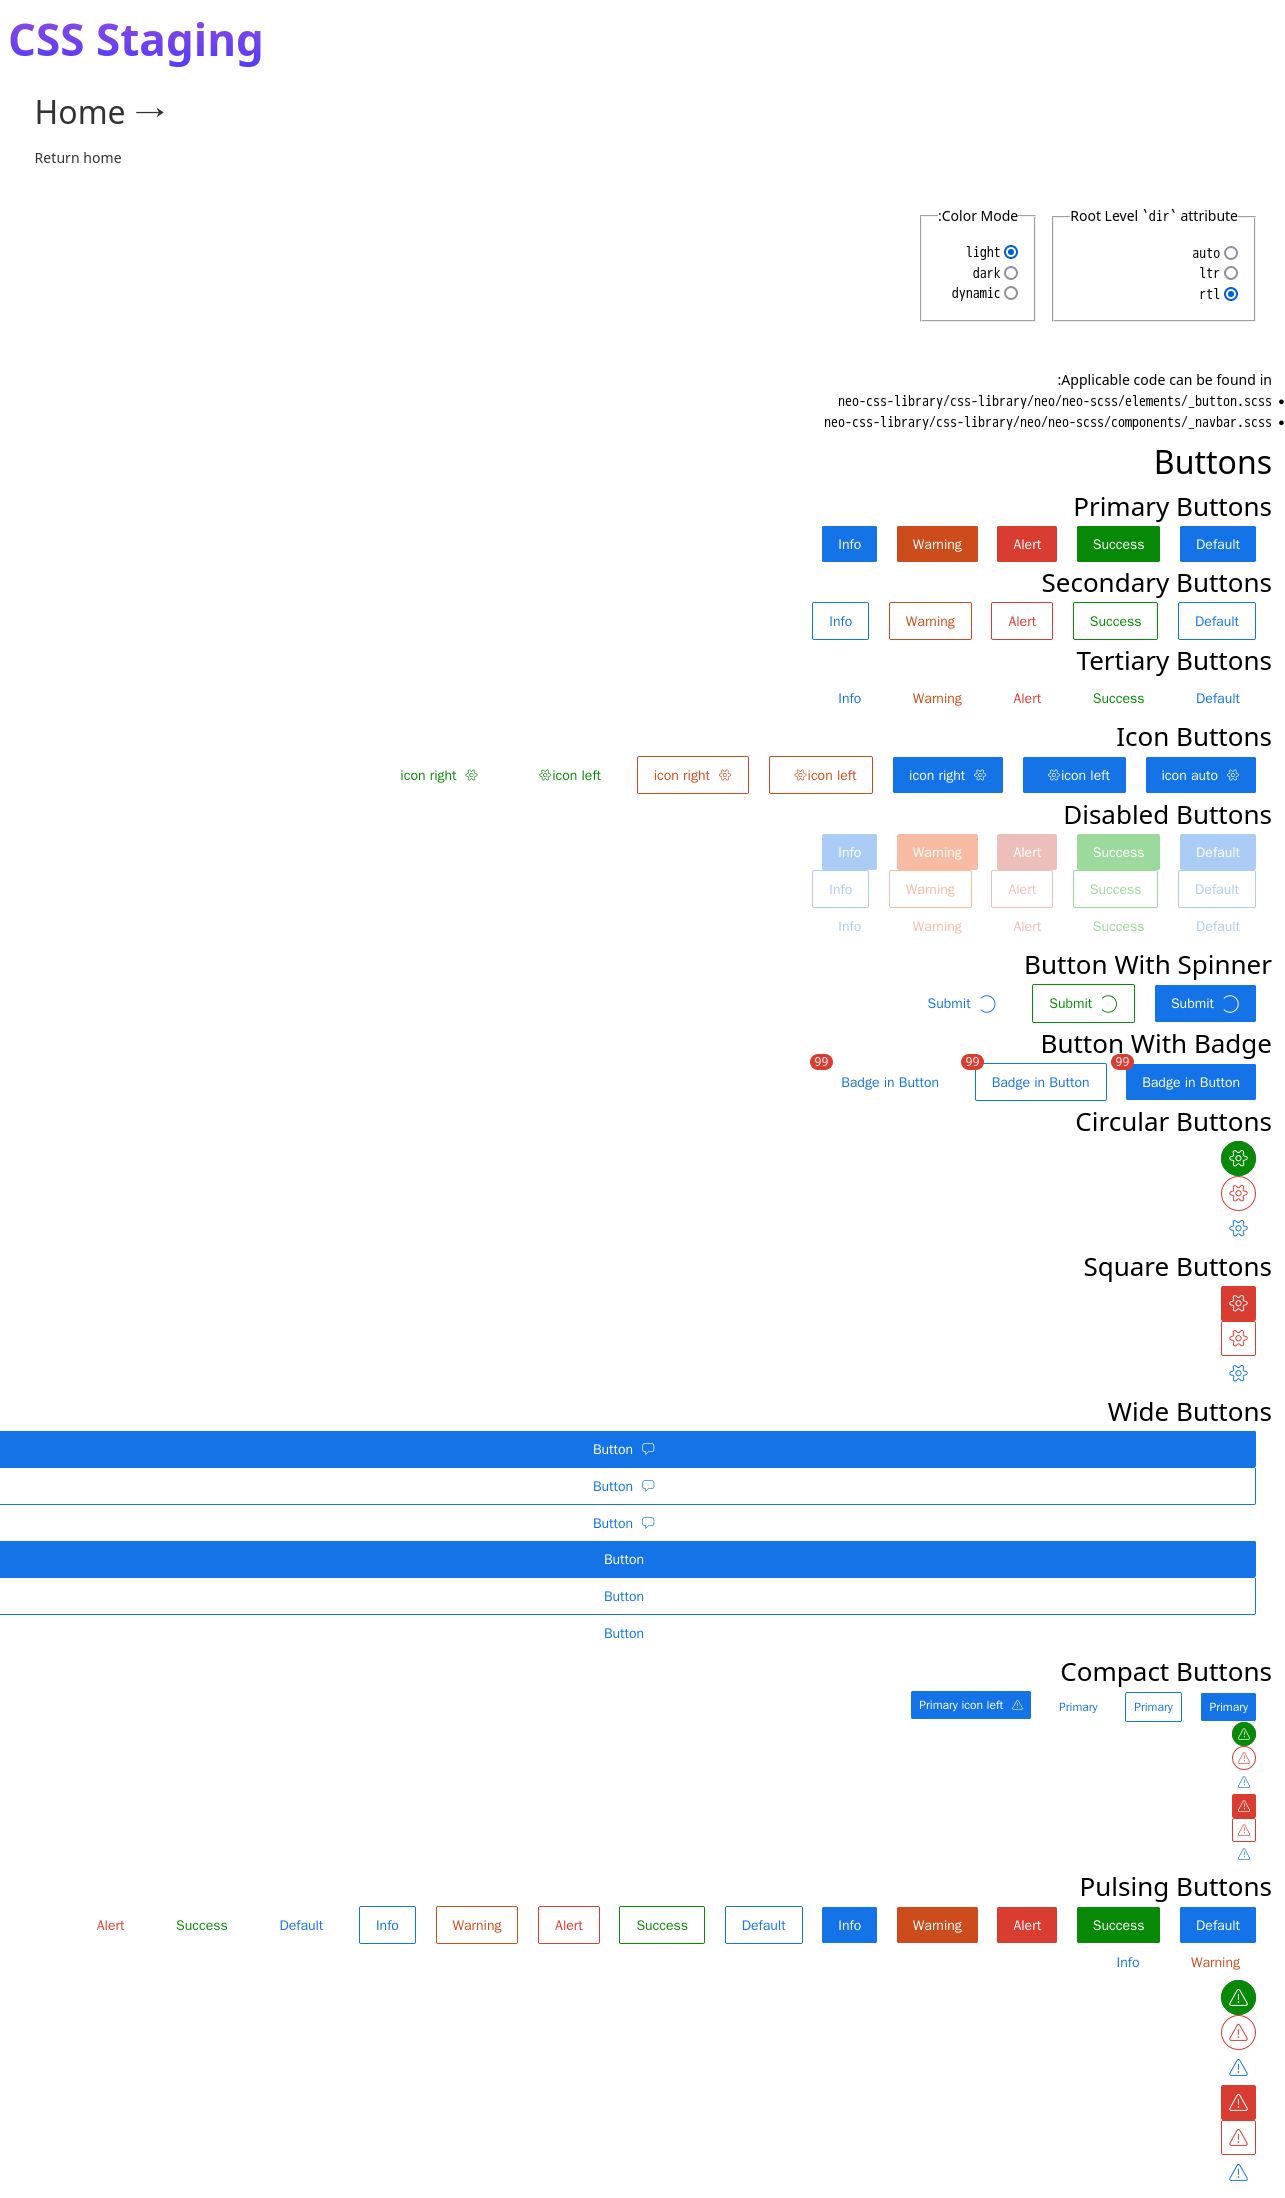 CSS Staging
Home →
Return home
Root Level `dir` attribute
auto
ltr
rtl
:Color Mode
light
dark
dynamic
:Applicable code can be found in
• neo-css-library/css-library/neo/neo-scss/elements/_button.scss
• neo-css-library/css-library/neo/neo-scss/components/_navbar.scss
Buttons
Primary Buttons
Info Warning Alert Success Default
Secondary Buttons
Info Warning Alert Success Default
Tertiary Buttons
Info Warning Alert Success Default
Icon Buttons
icon right icon left icon right icon left icon right icon left icon auto
Disabled Buttons
Info Warning Alert Success Default
Info Warning Alert Success Default
Info Warning Alert Success Default
Button With Spinner
Submit Submit Submit
Button With Badge
99 99 99
Badge in Button Badge in Button Badge in Button
Circular Buttons
Square Buttons
Wide Buttons
Button
Button
Button
Button
Button
Button
Compact Buttons
Primary icon left Primary Primary Primary
Pulsing Buttons
Alert Success Default Info Warning Alert Success Default Info Warning Alert Success Default
Info Warning